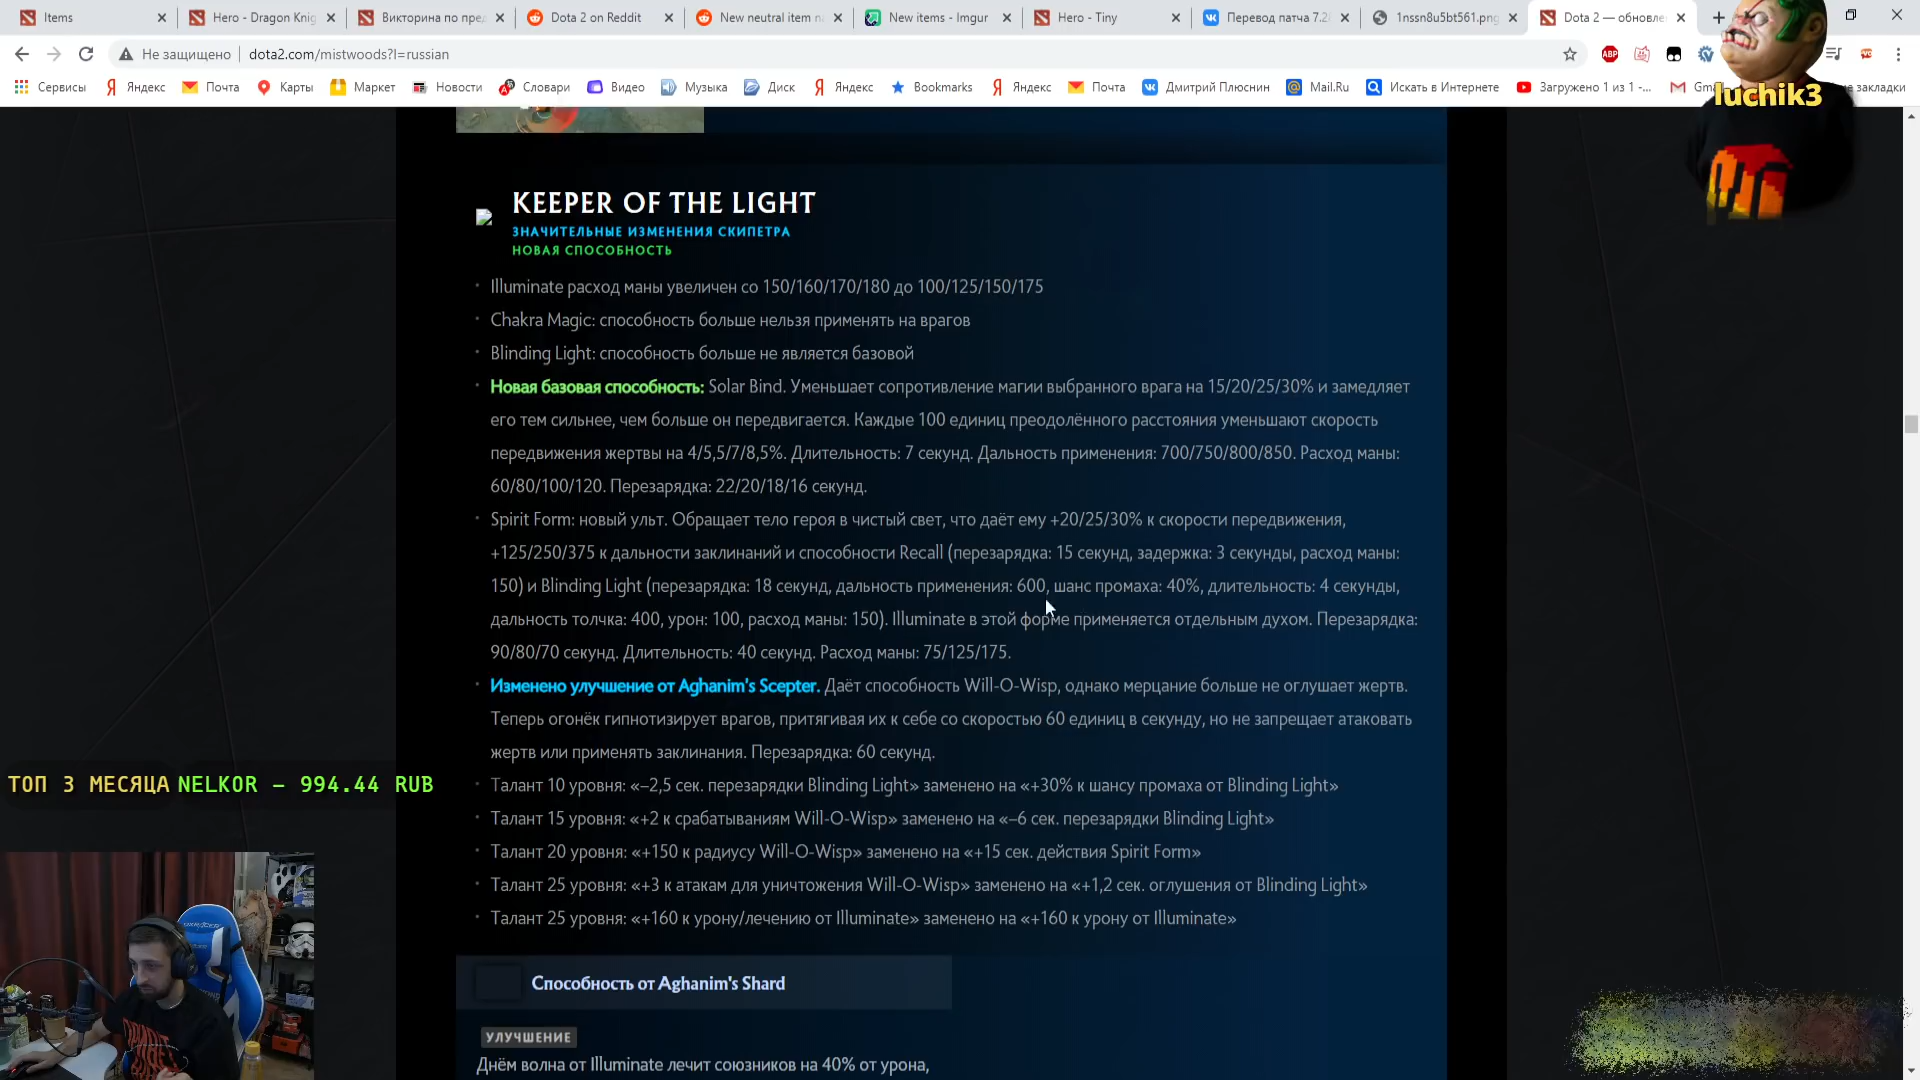 Items
Hero - Dragon Knig
Викторина по пред
Dota 2 on Reddit
New neutral item na
New items - Imgur
Hero - Tiny
Перевод патча 7.2
1nssn8u5bt561.png
Dota 2 — обновле
Не защищено
dota2.com/mistwoods?l=russian
ABP
Сервисы
Яндекс
Почта
Карты
Маркет
Новости
Словари
Видео
Музыка
Диск
Яндекс
Bookmarks
Яндекс
Почта
Дмитрий Плюснин
Mail.Ru
Искать в Интернете
Загружено 1 из 1 -...
luchik3
KEEPER OF THE LIGHT
ЗНАЧИТЕЛЬНЫЕ ИЗМЕНЕНИЯ СКИПЕТРА
НОВАЯ СПОСОБНОСТЬ
Illuminate расход маны увеличен со 150/160/170/180 до 100/125/150/175
Chakra Magic: способность больше нельзя применять на врагов
Blinding Light: способность больше не является базовой
Новая базовая способность: Solar Bind. Уменьшает сопротивление магии выбранного врага на 15/20/25/30% и замедляет
его тем сильнее, чем больше он передвигается. Каждые 100 единиц преодолённого расстояния уменьшают скорость
передвижения жертвы на 4/5,5/7/8,5%. Длительность: 7 секунд. Дальность применения: 700/750/800/850. Расход маны:
60/80/100/120. Перезарядка: 22/20/18/16 секунд.
Spirit Form: новый ульт. Обращает тело героя в чистый свет, что даёт ему +20/25/30% к скорости передвижения,
+125/250/375 к дальности заклинаний и способности Recall (перезарядка: 15 секунд, задержка: 3 секунды, расход маны:
150) и Blinding Light (перезарядка: 18 секунд, дальность применения: 600, шанс промаха: 40%, длительность: 4 секунды,
дальность толчка: 400, урон: 100, расход маны: 150). Illuminate в этой форме применяется отдельным духом. Перезарядка:
90/80/70 секунд. Длительность: 40 секунд. Расход маны: 75/125/175.
Изменено улучшение от Aghanim's Scepter. Даёт способность Will-O-Wisp, однако мерцание больше не оглушает жертв.
Теперь огонёк гипнотизирует врагов, притягивая их к себе со скоростью 60 единиц в секунду, но не запрещает атаковать
жертв или применять заклинания. Перезарядка: 60 секунд.
Талант 10 уровня: «–2,5 сек. перезарядки Blinding Light» заменено на «+30% к шансу промаха от Blinding Light»
Талант 15 уровня: «+2 к срабатываниям Will-O-Wisp» заменено на «–6 сек. перезарядки Blinding Light»
Талант 20 уровня: «+150 к радиусу Will-O-Wisp» заменено на «+15 сек. действия Spirit Form»
Талант 25 уровня: «+3 к атакам для уничтожения Will-O-Wisp» заменено на «+1,2 сек. оглушения от Blinding Light»
Талант 25 уровня: «+160 к урону/лечению от Illuminate» заменено на «+160 к урону от Illuminate»
ТОП 3 МЕСЯЦА NELKOR – 994.44 RUB
Способность от Aghanim's Shard
УЛУЧШЕНИЕ
Днём волна от Illuminate лечит союзников на 40% от урона,